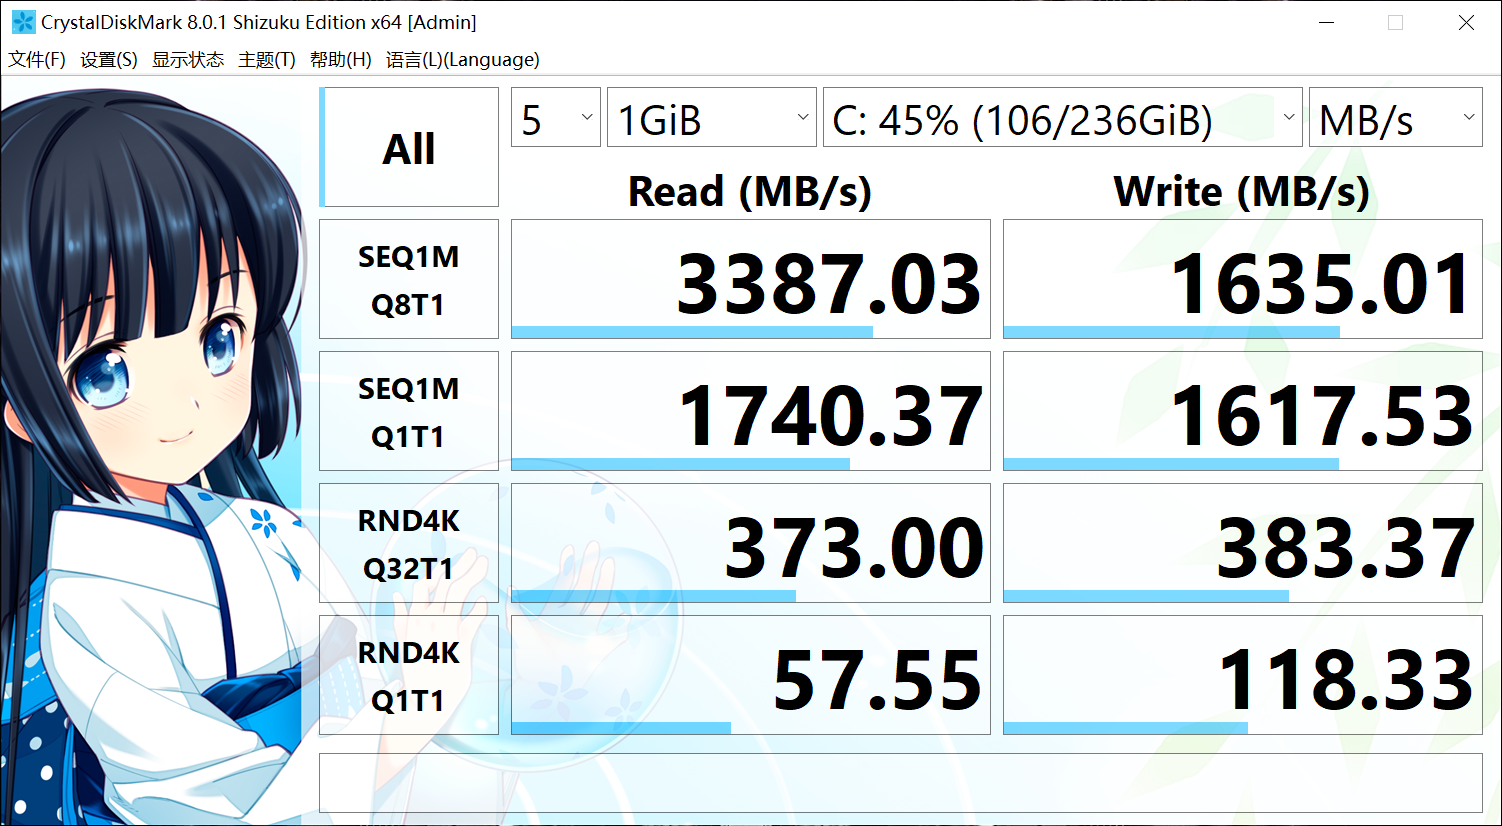 CrystalDiskMark 8.0.1 Shizuku Edition x64 [Admin]
文件(F) 设置(S) 显示状态 主题(T) 帮助(H) 语言(L)(Language)
All 5 1GiB C: 45% (106/236GiB) MB/s
Read (MB/s) Write (MB/s)
SEQ1M
Q8T1
3387.03 1635.01
SEQ1M
Q1T1
1740.37 1617.53
RND4K
Q32T1
373.00 383.37
RND4K
Q1T1
57.55 118.33